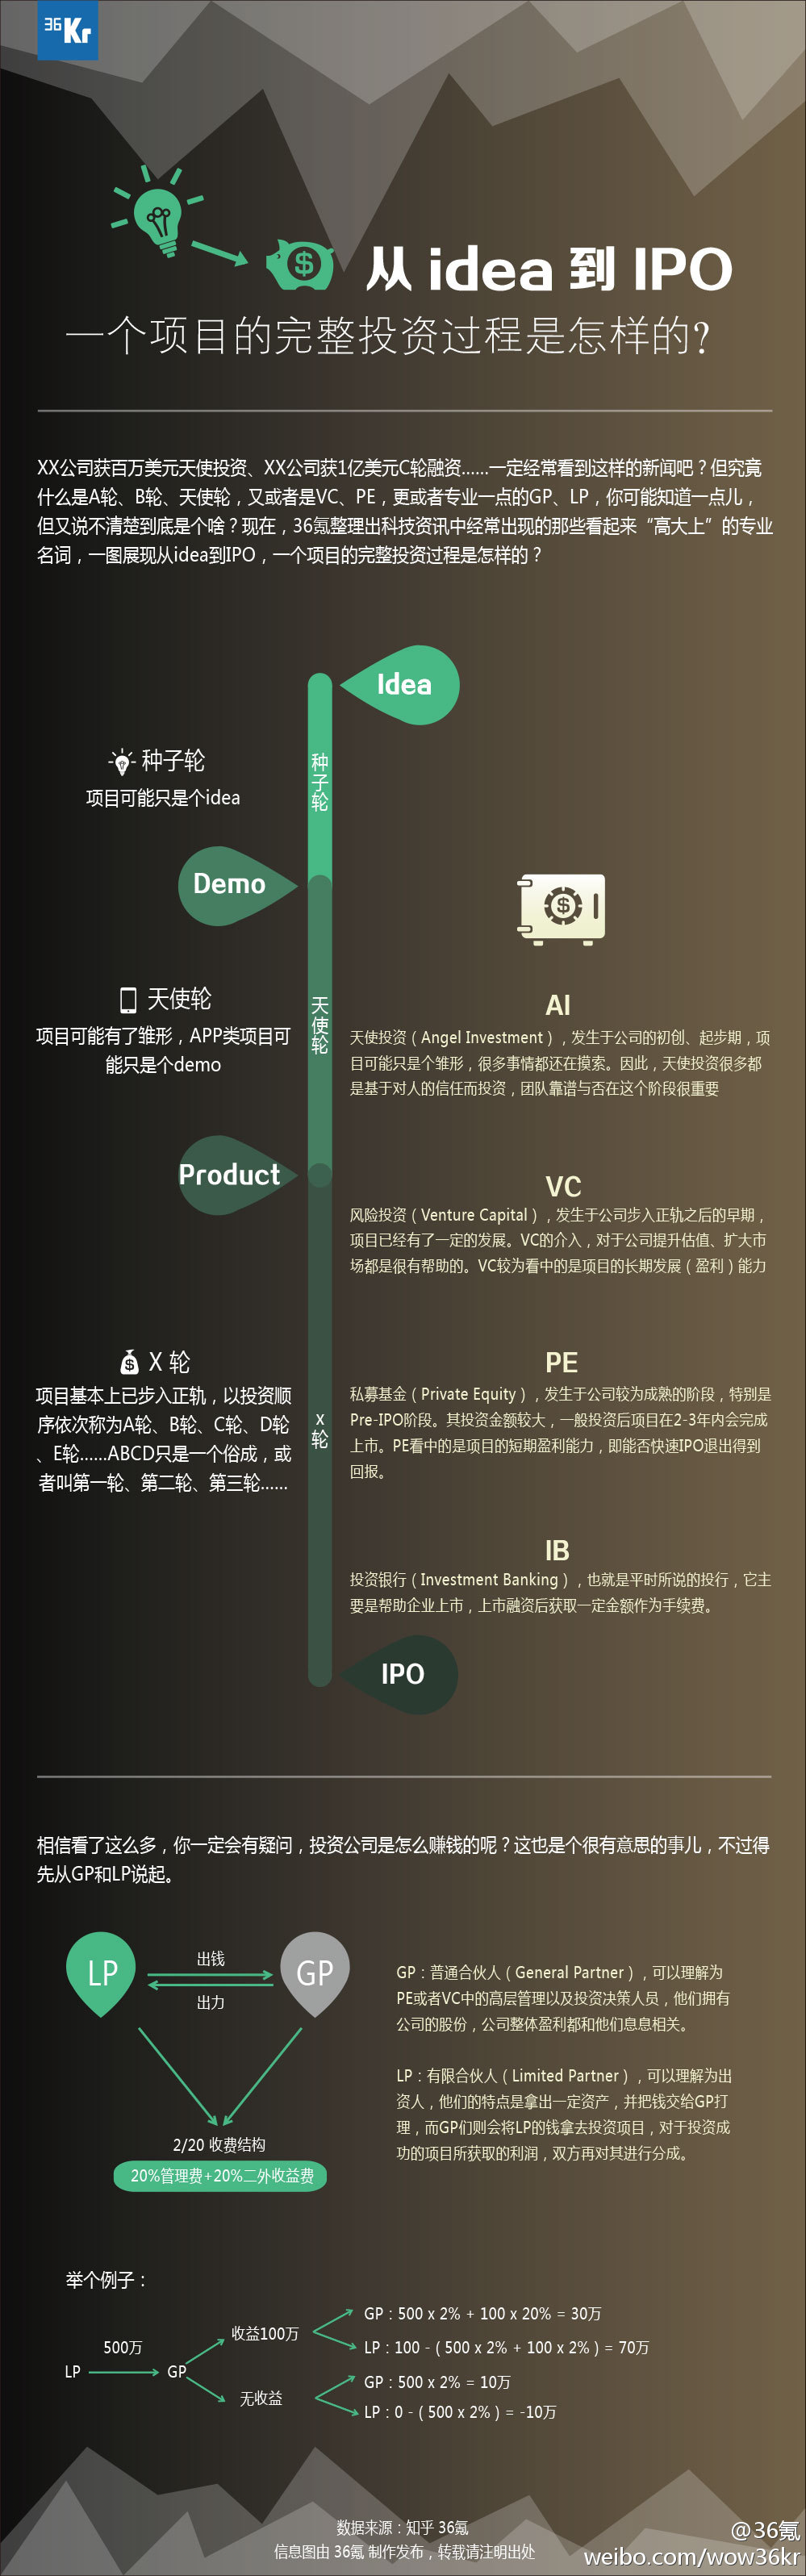 36Kr
从 idea 到 IPO
一个项目的完整投资过程是怎样的?
XX公司获百万美元天使投资、XX公司获1亿美元C轮融资......一定经常看到这样的新闻吧？但究竟
什么是A轮、B轮、天使轮，又或者是VC、PE，更或者专业一点的GP、LP，你可能知道一点儿，
但又说不清楚到底是个啥？现在，36氪整理出科技资讯中经常出现的那些看起来“高大上”的专业
名词，一图展现从idea到IPO，一个项目的完整投资过程是怎样的？
Idea
种子轮
种子轮
项目可能只是个idea
Demo
天使轮
天使轮
项目可能有了雏形，APP类项目可
能只是个demo
AI
天使投资（Angel Investment），发生于公司的初创、起步期，项
目可能只是个雏形，很多事情都还在摸索。因此，天使投资很多都
是基于对人的信任而投资，团队靠谱与否在这个阶段很重要
Product
VC
风险投资（Venture Capital），发生于公司步入正轨之后的早期，
项目已经有了一定的发展。VC的介入，对于公司提升估值、扩大市
场都是很有帮助的。VC较为看中的是项目的长期发展（盈利）能力
X 轮
项目基本上已步入正轨，以投资顺
序依次称为A轮、B轮、C轮、D轮
、E轮......ABCD只是一个俗成，或
者叫第一轮、第二轮、第三轮......
x轮
PE
私募基金（Private Equity），发生于公司较为成熟的阶段，特别是
Pre-IPO阶段。其投资金额较大，一般投资后项目在2-3年内会完成
上市。PE看中的是项目的短期盈利能力，即能否快速IPO退出得到
回报。
IB
投资银行（Investment Banking），也就是平时所说的投行，它主
要是帮助企业上市，上市融资后获取一定金额作为手续费。
IPO
相信看了这么多，你一定会有疑问，投资公司是怎么赚钱的呢？这也是个很有意思的事儿，不过得
先从GP和LP说起。
LP
出钱
出力
GP
2/20 收费结构
20%管理费+20%二外收益费
GP：普通合伙人（General Partner），可以理解为
PE或者VC中的高层管理以及投资决策人员，他们拥有
公司的股份，公司整体盈利都和他们息息相关。
LP：有限合伙人（Limited Partner），可以理解为出
资人，他们的特点是拿出一定资产，并把钱交给GP打
理，而GP们则会将LP的钱拿去投资项目，对于投资成
功的项目所获取的利润，双方再对其进行分成。
举个例子：
LP
500万
GP
收益100万
GP：500 x 2% + 100 x 20% = 30万
LP：100 -（500 x 2% + 100 x 2%）= 70万
无收益
GP：500 x 2% = 10万
LP：0 -（500 x 2%）= -10万
数据来源：知乎 36氪
信息图由 36氪 制作发布，转载请注明出处
@36氪
weibo.com/wow36kr